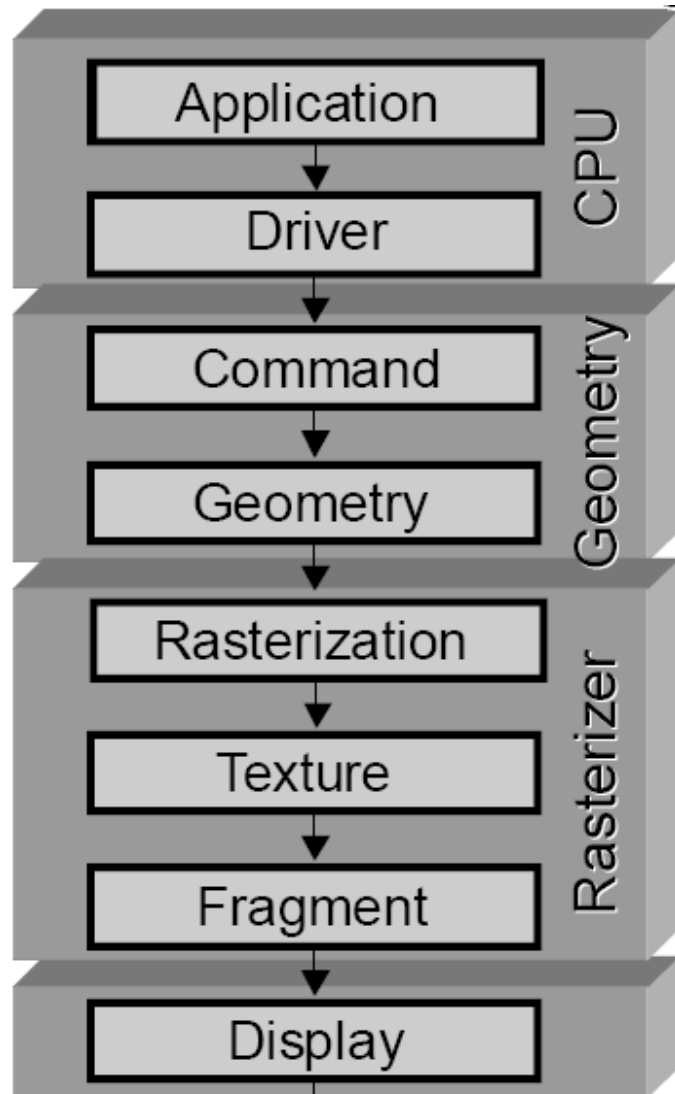 Application
Driver
CPU
Command
Geometry
Geometry
Rasterization
Texture
Fragment
Rasterizer
Display